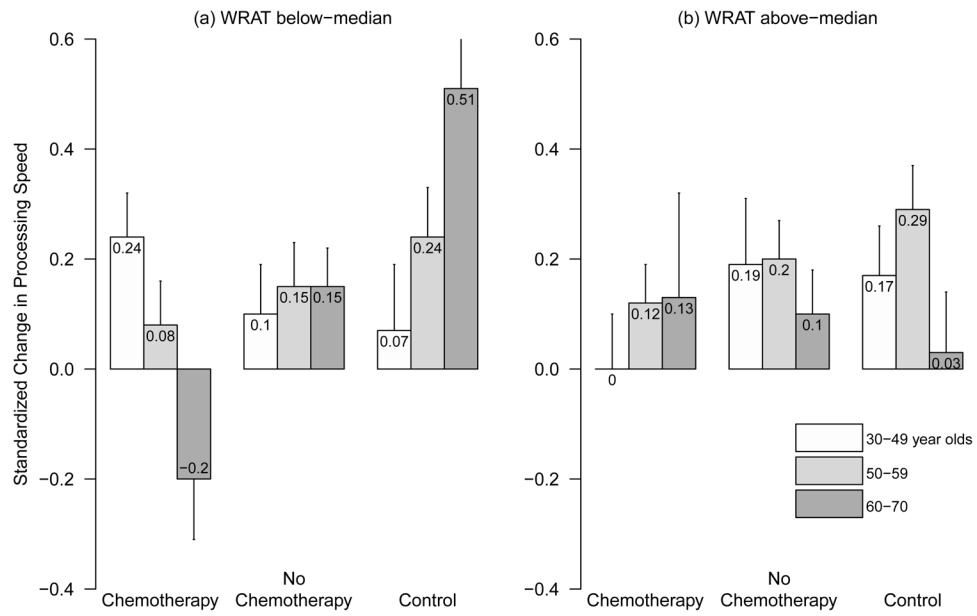 (a) WRAT below−median
(b) WRAT above−median
Standardized Change in Processing Speed
0.6
0.4
0.2
0.0
−0.2
−0.4
0.24
0.08
−0.2
0.1
0.15
0.15
0.07
0.24
0.51
Chemotherapy
No
Chemotherapy
Control
0.6
0.4
0.2
0.0
−0.2
−0.4
0
0.12
0.13
0.19
0.2
0.1
0.17
0.29
0.03
30−49 year olds
50−59
60−70
Chemotherapy
No
Chemotherapy
Control